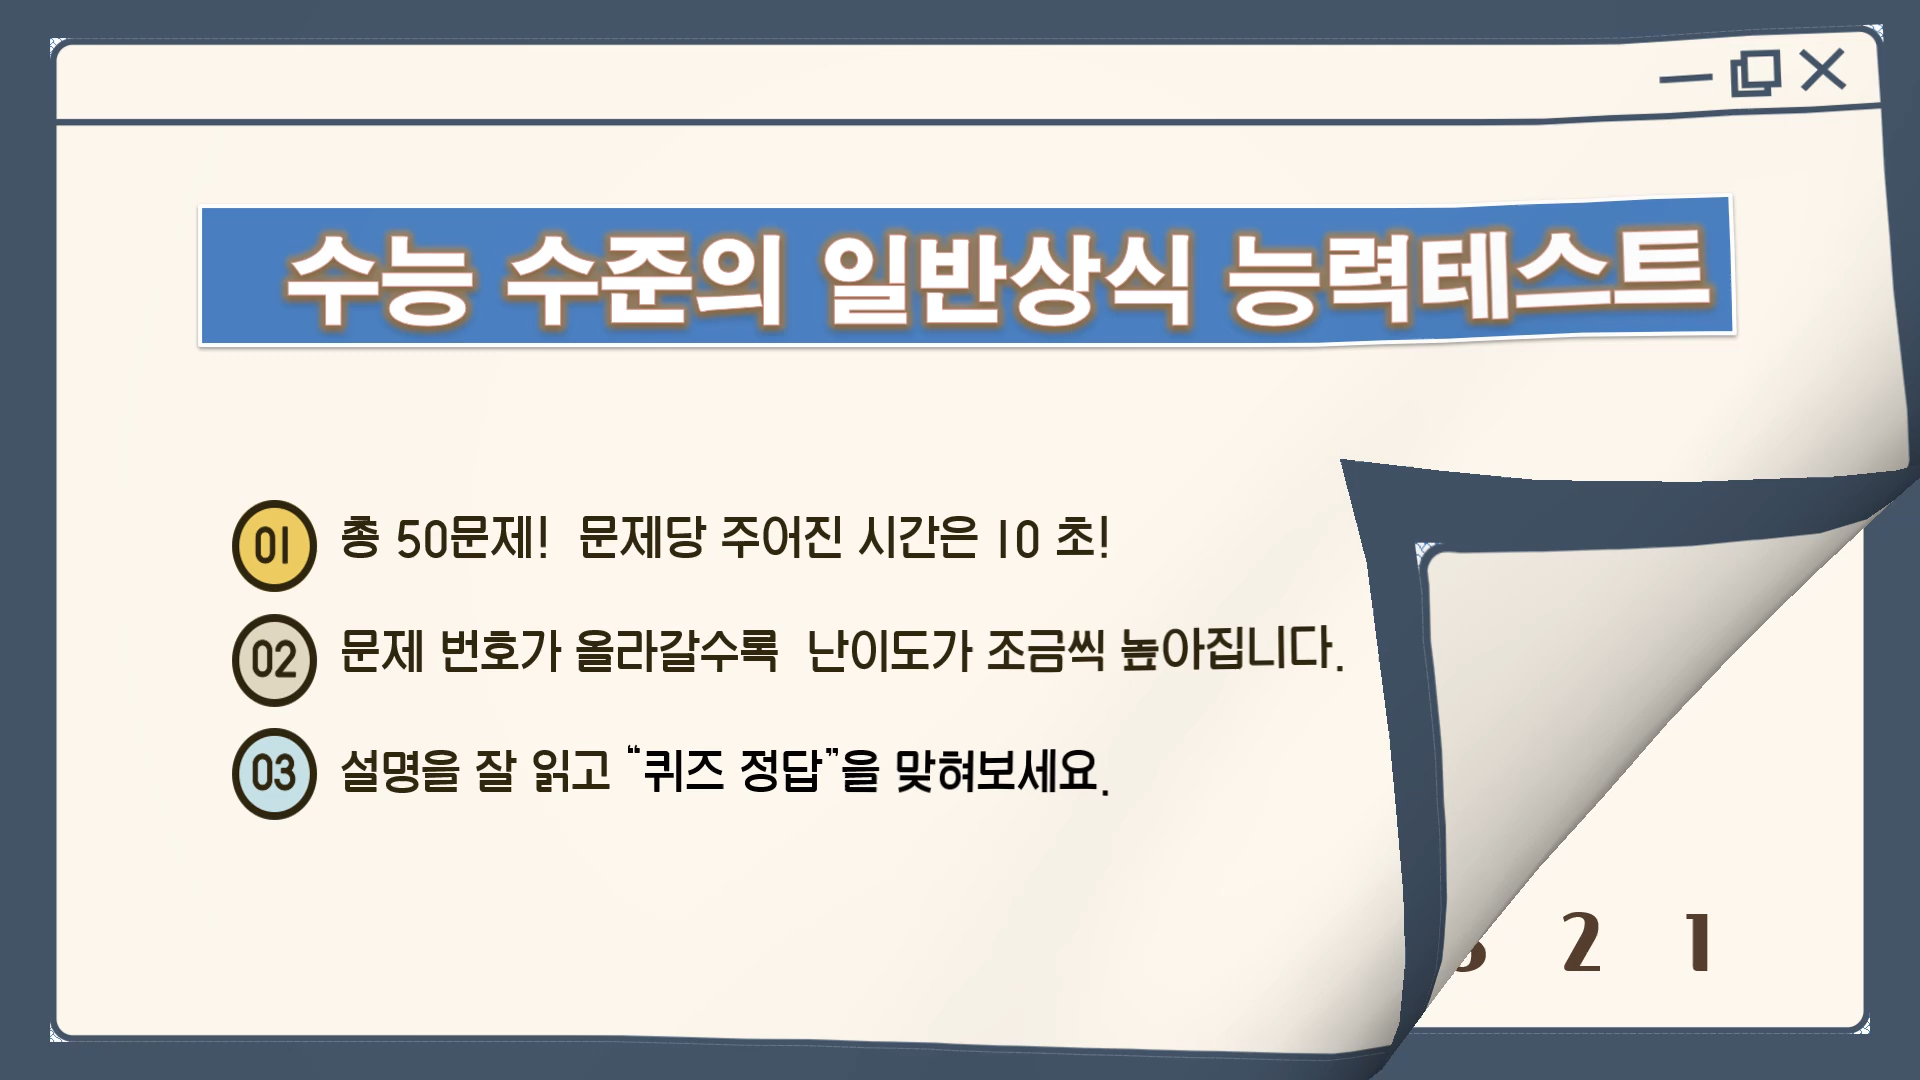 수능 수준의 일반상식 능력테스트
01 총 50문제! 문제당 주어진 시간은 10 초!
02 문제 번호가 올라갈수록 난이도가 조금씩 높아집니다.
03 설명을 잘 읽고 “퀴즈 정답”을 맞혀보세요.
2 1